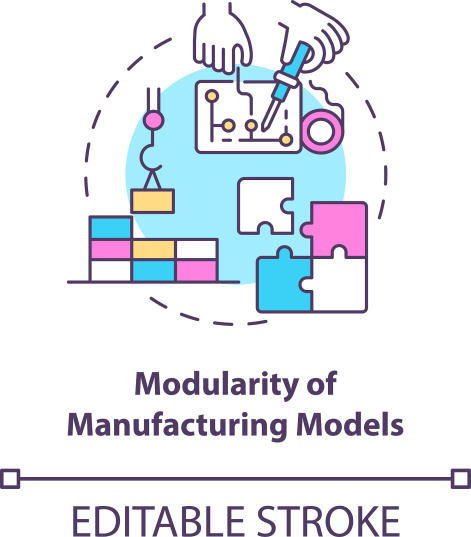 Modularity of
Manufacturing Models
EDITABLE STROKE